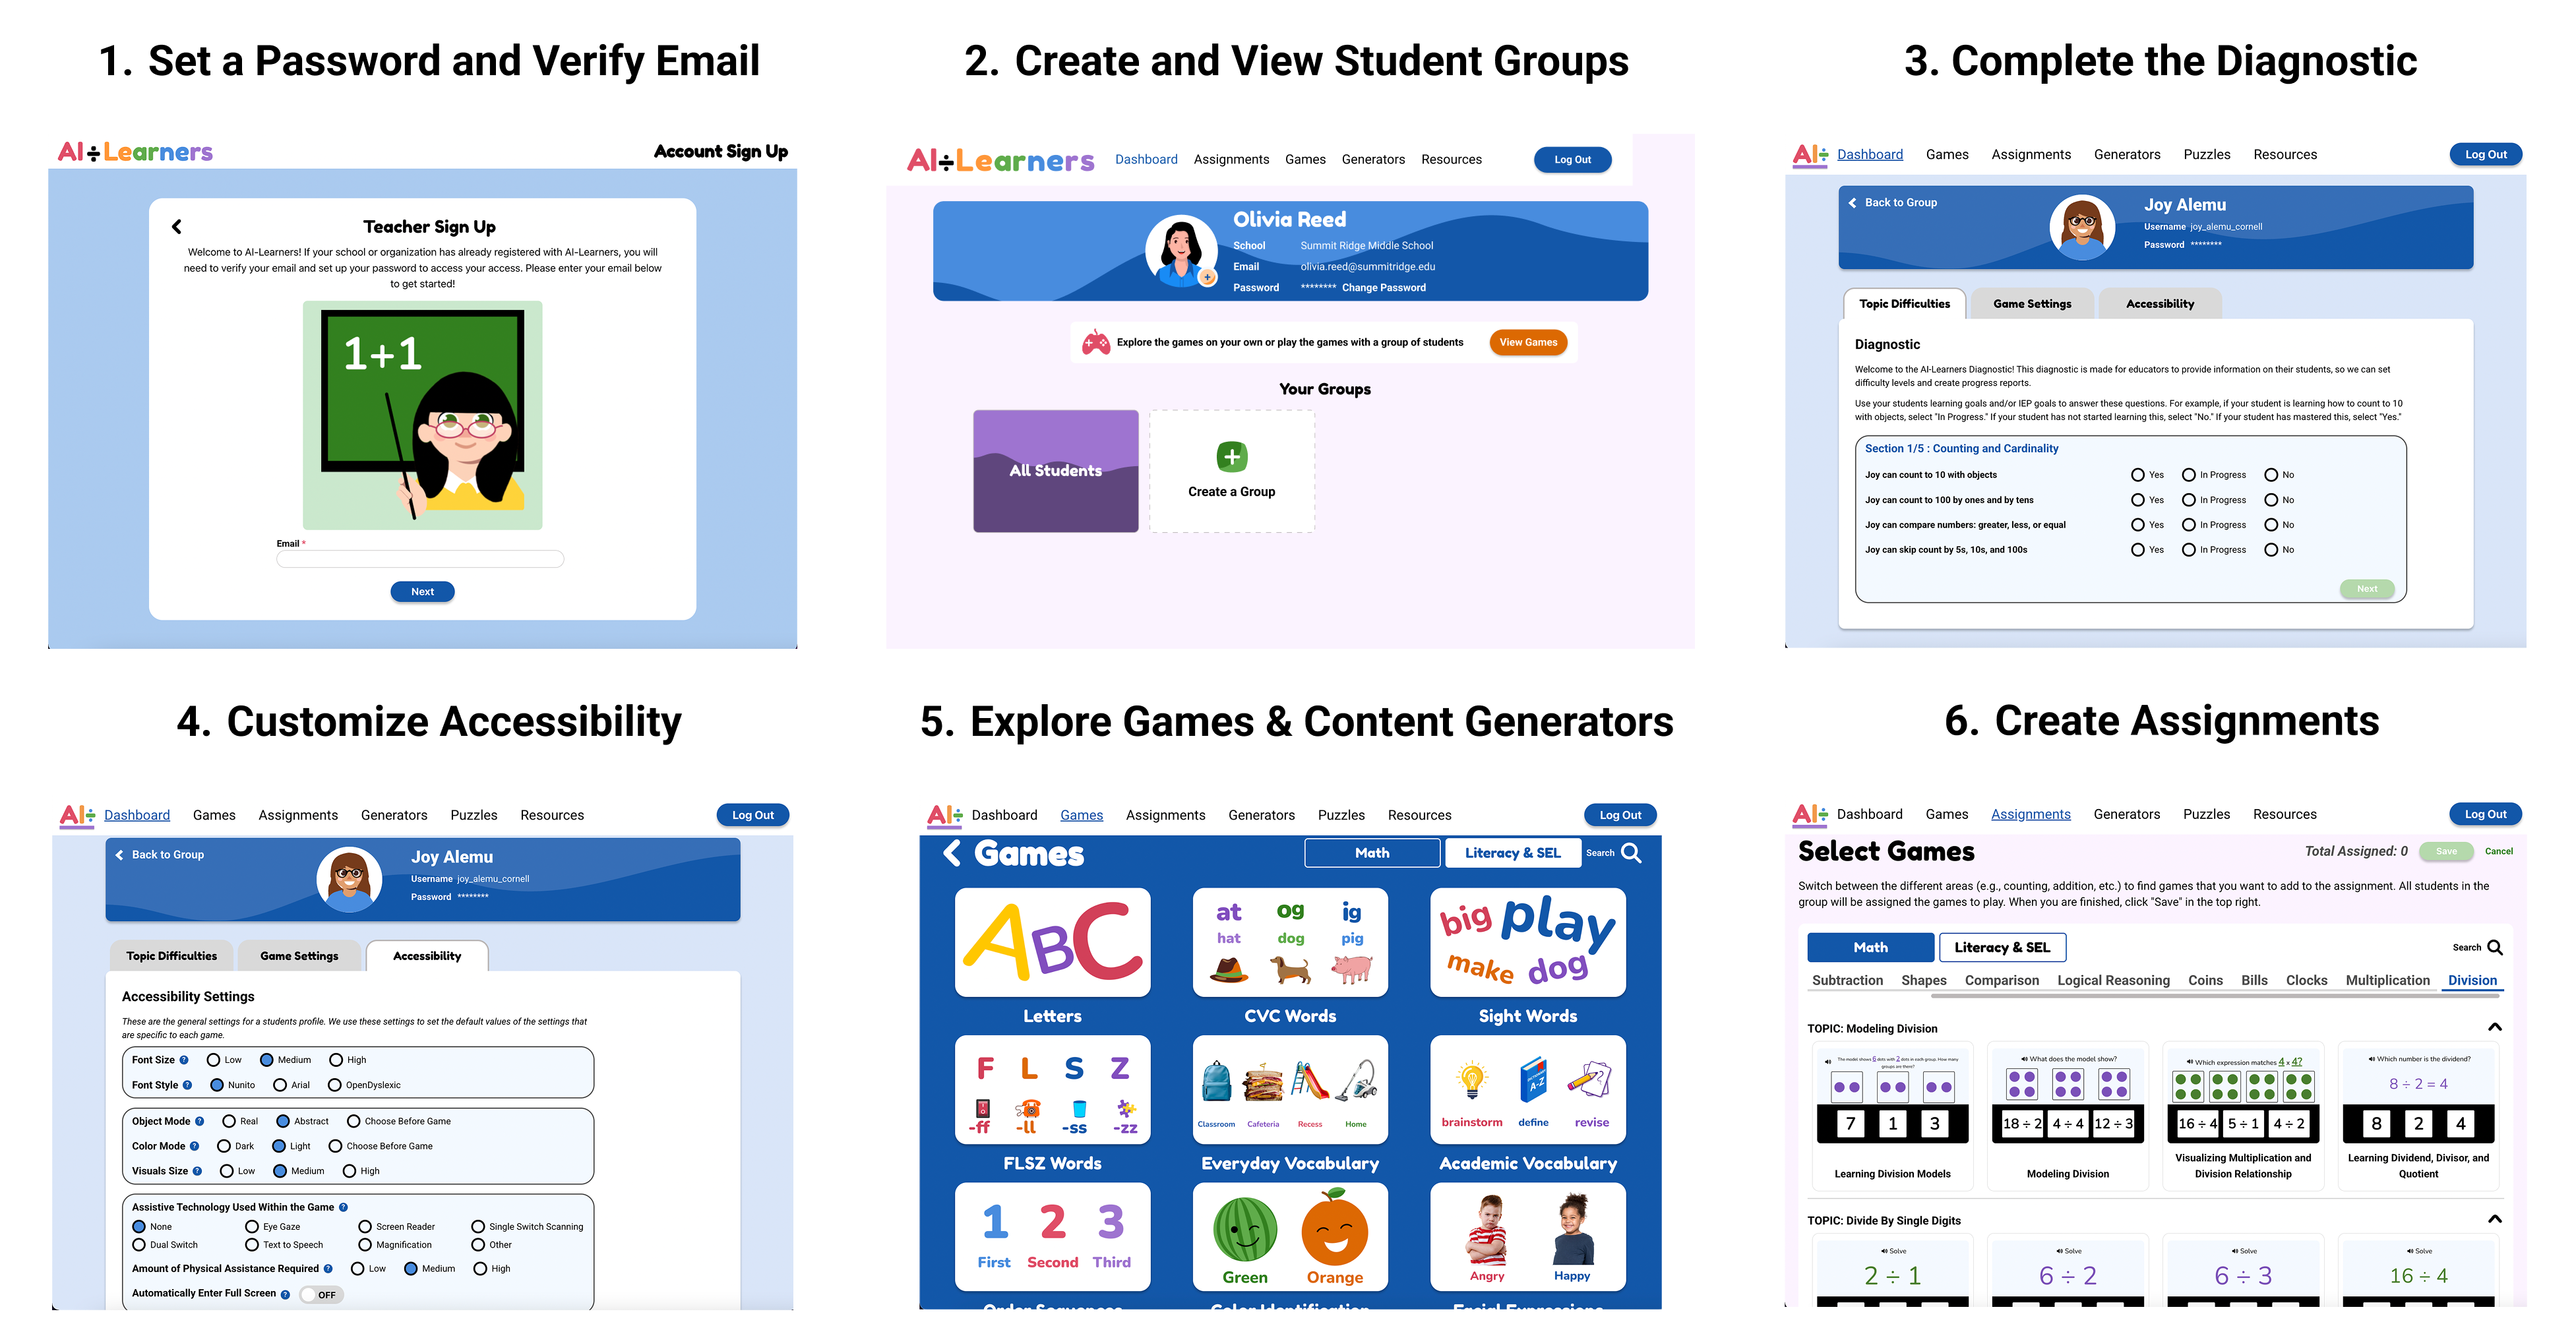 1. Set a Password and Verify Email
AI÷Learners
Account Sign Up
Teacher Sign Up
Welcome to AI-Learners! If your school or organization has already registered with AI-Learners, you will
need to verify your email and set up your password to access your access. Please enter your email below
to get started!
1+1
Email *
Next
2. Create and View Student Groups
AI÷Learners
Dashboard Assignments Games Generators Resources
Log Out
Olivia Reed
School Summit Ridge Middle School
Email olivia.reed@summitridge.edu
Password ******** Change Password
Explore the games on your own or play the games with a group of students
View Games
Your Groups
All Students
Create a Group
3. Complete the Diagnostic
AI÷ Dashboard Games Assignments Generators Puzzles Resources
Log Out
Back to Group
Joy Alemu
Username joy_alemu_cornell
Password ********
Topic Difficulties Game Settings Accessibility
Diagnostic
Welcome to the AI-Learners Diagnostic! This diagnostic is made for educators to provide information on their students, so we can set
difficulty levels and create progress reports.
Use your students learning goals and/or IEP goals to answer these questions. For example, if your student is learning how to count to 10
with objects, select "In Progress." If your student has not started learning this, select "No." If your student has mastered this, select "Yes."
Section 1/5 : Counting and Cardinality
Joy can count to 10 with objects Yes In Progress No
Joy can count to 100 by ones and by tens Yes In Progress No
Joy can compare numbers: greater, less, or equal Yes In Progress No
Joy can skip count by 5s, 10s, and 100s Yes In Progress No
Next
4. Customize Accessibility
AI÷ Dashboard Games Assignments Generators Puzzles Resources
Log Out
Back to Group
Joy Alemu
Username joy_alemu_cornell
Password ********
Topic Difficulties Game Settings Accessibility
Accessibility Settings
These are the general settings for a students profile. We use these settings to set the default values of the settings that
are specific to each game.
Font Size ? Low Medium High
Font Style ? Nunito Arial OpenDyslexic
Object Mode ? Real Abstract Choose Before Game
Color Mode ? Dark Light Choose Before Game
Visuals Size ? Low Medium High
Assistive Technology Used Within the Game ?
None Eye Gaze Screen Reader Single Switch Scanning
Dual Switch Text to Speech Magnification Other
Amount of Physical Assistance Required ? Low Medium High
Automatically Enter Full Screen ? OFF
5. Explore Games & Content Generators
AI÷ Dashboard Games Assignments Generators Puzzles Resources
Log Out
Games
Math Literacy & SEL Search
ABC
Letters
at og ig
hat dog pig
CVC Words
big play
make dog
Sight Words
F L S Z
-ff -ll -ss -zz
FLSZ Words
Classroom Cafeteria Recess Home
Everyday Vocabulary
A-Z
brainstorm define revise
Academic Vocabulary
1 2 3
First Second Third
Order Sequences
Green Orange
Color Identification
Angry Happy
Facial Expressions
6. Create Assignments
AI÷ Dashboard Games Assignments Generators Puzzles Resources
Log Out
Select Games
Total Assigned: 0 Save Cancel
Switch between the different areas (e.g., counting, addition, etc.) to find games that you want to add to the assignment. All students in the
group will be assigned the games to play. When you are finished, click "Save" in the top right.
Math Literacy & SEL Search
Subtraction Shapes Comparison Logical Reasoning Coins Bills Clocks Multiplication Division
TOPIC: Modeling Division
The model shows 6 dots with 2 dots in each group. How many
groups are there?
7 1 3
Learning Division Models
What does the model show?
18 ÷ 2 4 ÷ 4 12 ÷ 3
Modeling Division
Which expression matches 4 x 4?
16 ÷ 4 5 ÷ 1 4 ÷ 2
Visualizing Multiplication and
Division Relationship
Which number is the dividend?
8 ÷ 2 = 4
8 2 4
Learning Dividend, Divisor, and
Quotient
TOPIC: Divide By Single Digits
Solve
2 ÷ 1
Solve
6 ÷ 2
Solve
6 ÷ 3
Solve
16 ÷ 4